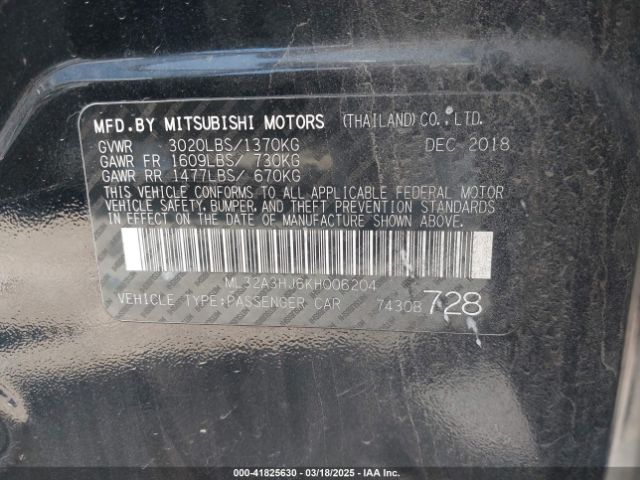 MFD.BY MITSUBISHI MOTORS (THAILAND) CO., LTD.
GVWR 3020LBS/1370KG DEC 2018
GAWR FR 1609LBS/ 730KG
GAWR RR 1477LBS/ 670KG
THIS VEHICLE CONFORMS TO ALL APPLICABLE FEDERAL MOTOR
VEHICLE SAFETY, BUMPER, AND THEFT PREVENTION STANDARDS
IN EFFECT ON THE DATE OF MANUFACTURE SHOWN ABOVE.
ML32A3HJ6KH006204
VEHICLE TYPE:PASSENGER CAR 74308 728
000-41825630 - 03/18/2025 - IAA Inc.